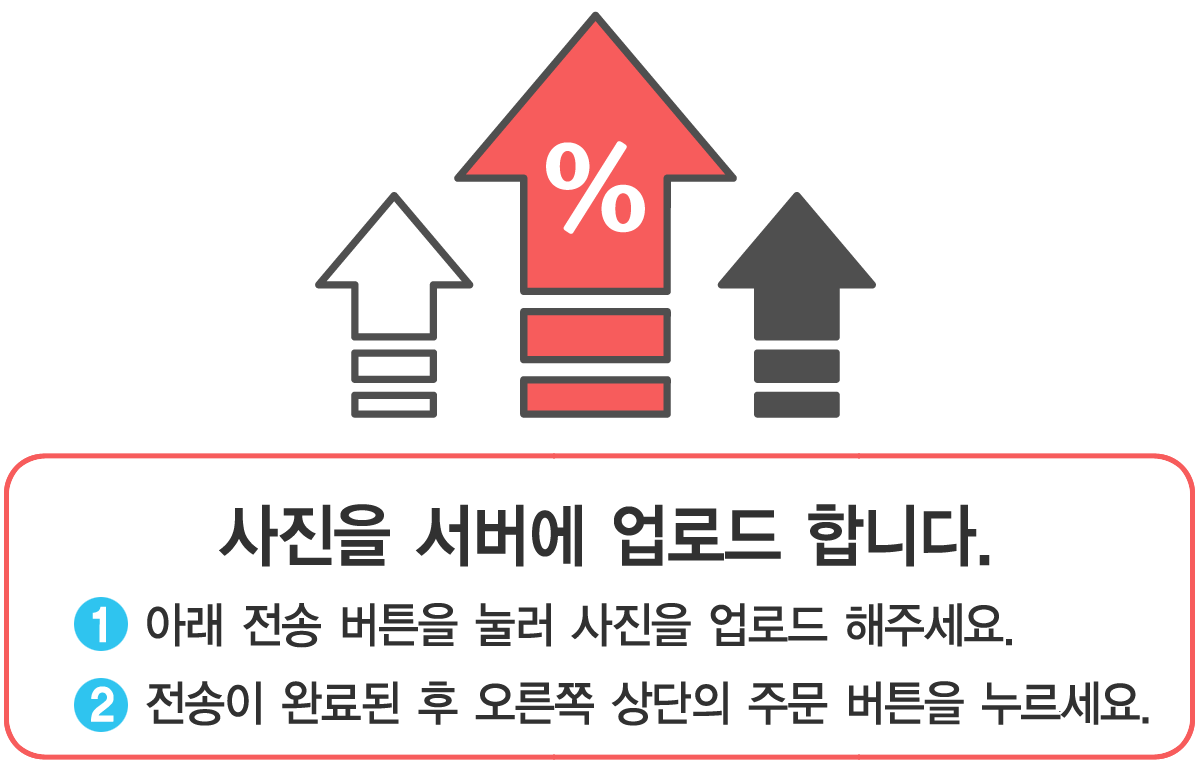 %
사진을 서버에 업로드 합니다.
1 아래 전송 버튼을 눌러 사진을 업로드 해주세요.
2 전송이 완료된 후 오른쪽 상단의 주문 버튼을 누르세요.